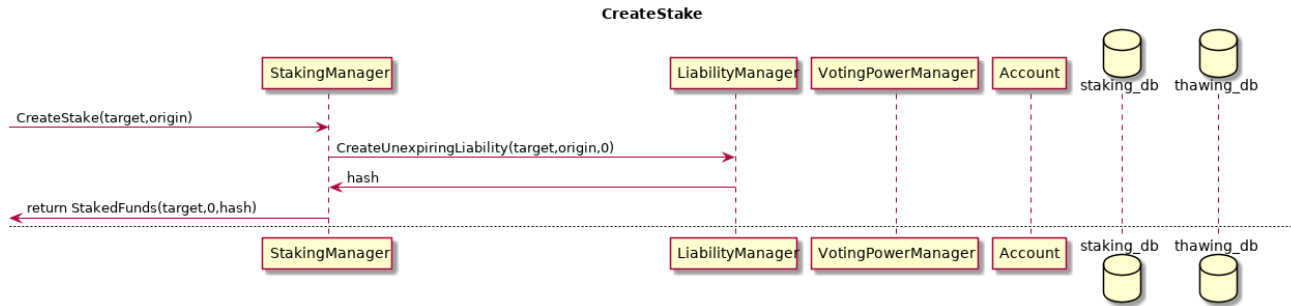 CreateStake
StakingManager
LiabilityManager
VotingPowerManager
Account
staking_db
thawing_db
CreateStake(target,origin)
CreateUnexpiringLiability(target,origin,0)
hash
return StakedFunds(target,0,hash)
StakingManager
LiabilityManager
VotingPowerManager
Account
staking_db
thawing_db